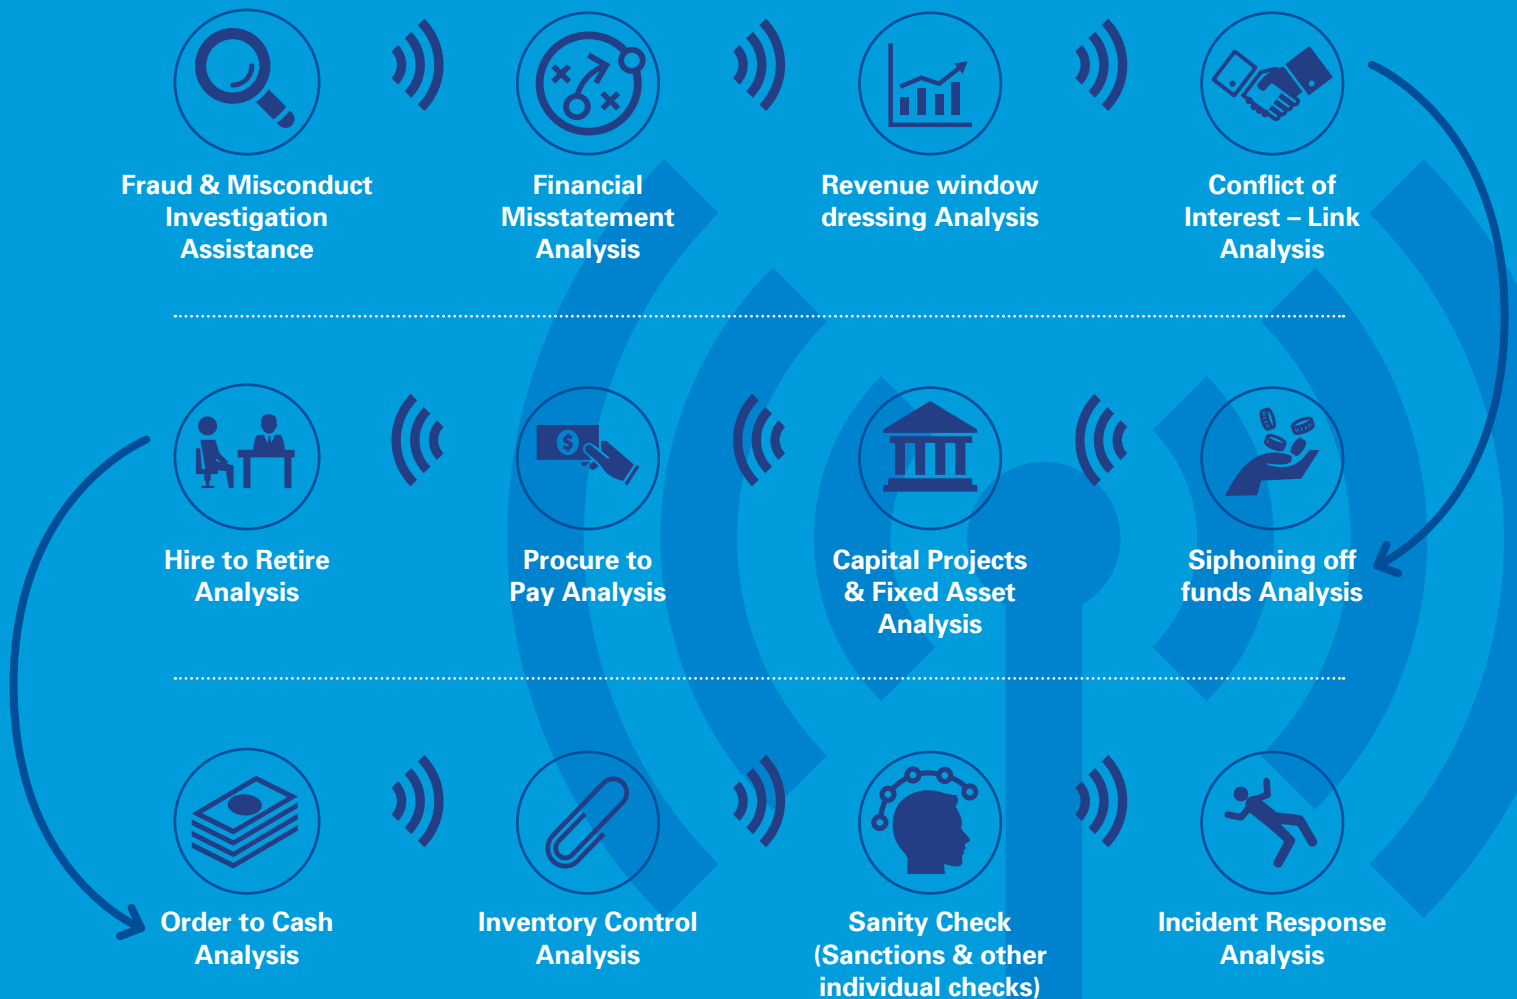 Fraud & Misconduct
Investigation
Assistance
Financial
Misstatement
Analysis
Revenue window
dressing Analysis
Conflict of
Interest – Link
Analysis
Hire to Retire
Analysis
$
Procure to
Pay Analysis
Capital Projects
& Fixed Asset
Analysis
Siphoning off
funds Analysis
Order to Cash
Analysis
Inventory Control
Analysis
Sanity Check
(Sanctions & other
individual checks)
Incident Response
Analysis